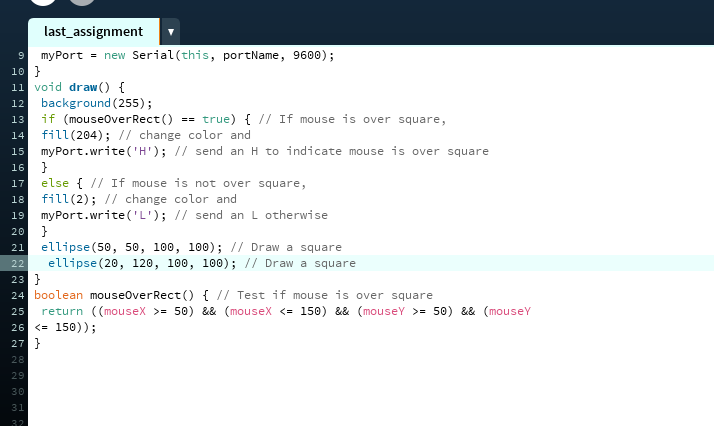 last_assignment ▼
9 myPort = new Serial(this, portName, 9600);
10 }
11 void draw() {
12 background(255);
13 if (mouseOverRect() == true) { // If mouse is over square,
14 fill(204); // change color and
15 myPort.write('H'); // send an H to indicate mouse is over square
16 }
17 else { // If mouse is not over square,
18 fill(2); // change color and
19 myPort.write('L'); // send an L otherwise
20 }
21 ellipse(50, 50, 100, 100); // Draw a square
22 ellipse(20, 120, 100, 100); // Draw a square
23 }
24 boolean mouseOverRect() { // Test if mouse is over square
25 return ((mouseX >= 50) && (mouseX <= 150) && (mouseY >= 50) && (mouseY
26 <= 150));
27 }
28
29
30
31
32